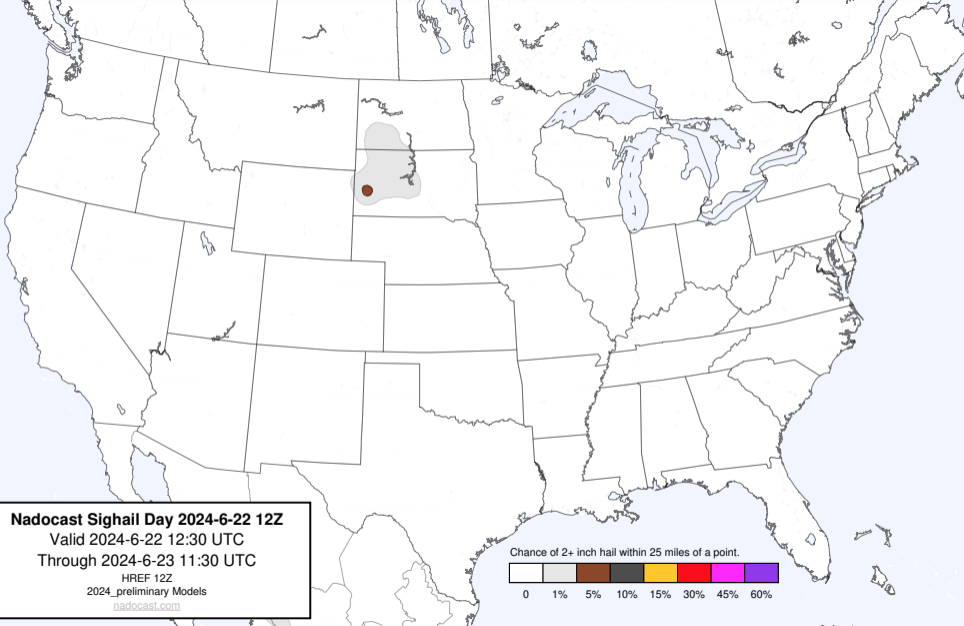 Nadocast Sighail Day 2024-6-22 12Z
Valid 2024-6-22 12:30 UTC
Through 2024-6-23 11:30 UTC
HREF 12Z
2024_preliminary Models
nadocast.com
Chance of 2+ inch hail within 25 miles of a point.
0 1% 5% 10% 15% 30% 45% 60%